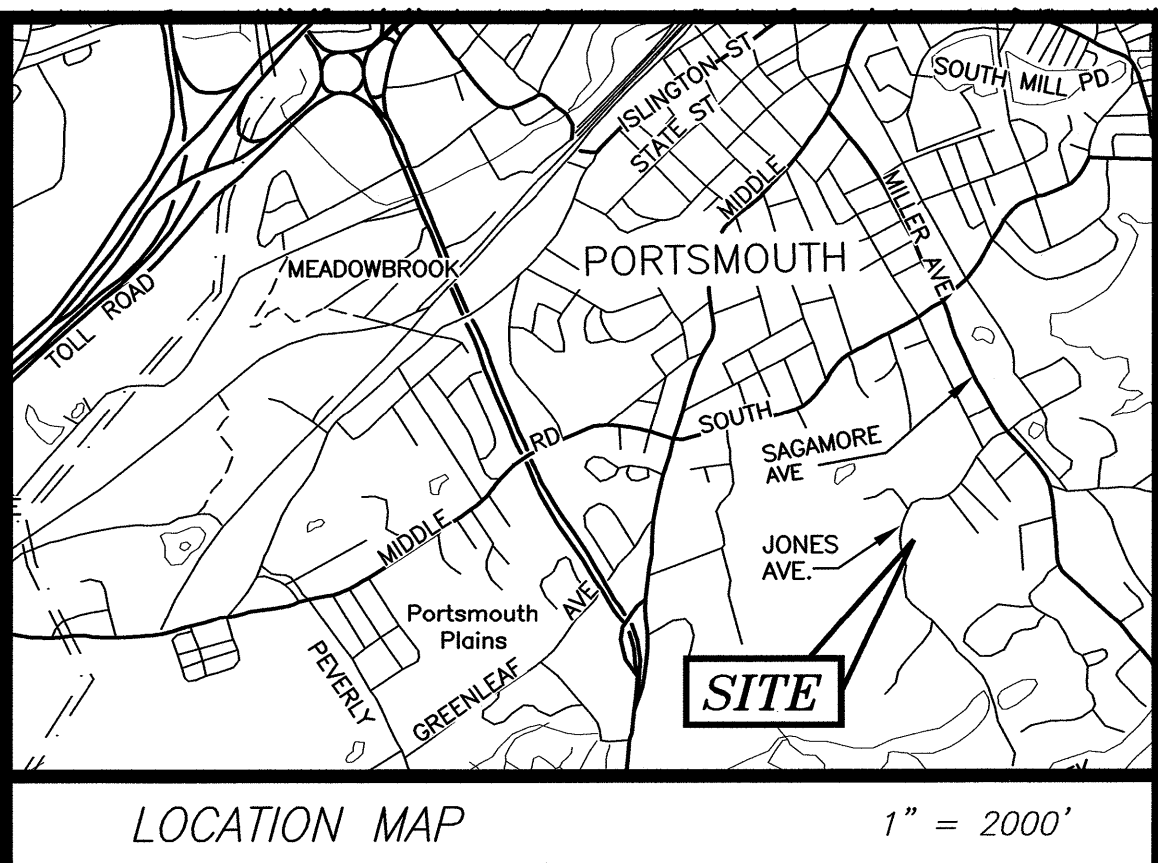 ISLINGTON ST
STATE ST
SOUTH MILL PD
MIDDLE
MILLER AVE
MEADOWBROOK
PORTSMOUTH
TOLL ROAD
SOUTH
RD
SAGAMORE
AVE
MIDDLE
JONES
AVE.
AVE
Portsmouth
Plains
PEVERLY
GREENLEAF
SITE
LOCATION MAP
1" = 2000'